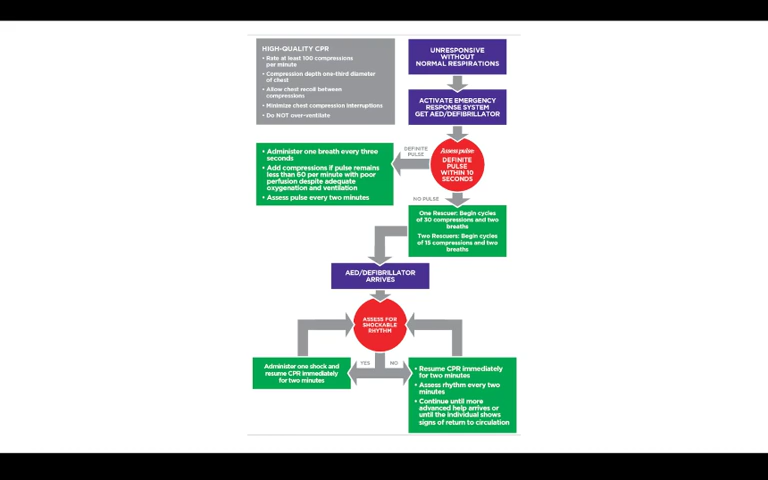 HIGH-QUALITY CPR
• Rate at least 100 compressions
per minute
• Compression depth one-third diameter
of chest
• Allow chest recoil between
compressions
• Minimize chest compression interruptions
• Do NOT over-ventilate
UNRESPONSIVE
WITHOUT
NORMAL RESPIRATIONS
ACTIVATE EMERGENCY
RESPONSE SYSTEM
GET AED/DEFIBRILLATOR
Assess pulse
DEFINITE
PULSE
WITHIN 10
SECONDS
DEFINITE
PULSE
• Administer one breath every three
seconds
• Add compressions if pulse remains
less than 60 per minute with poor
perfusion despite adequate
oxygenation and ventilation
• Assess pulse every two minutes
NO PULSE
One Rescuer: Begin cycles
of 30 compressions and two
breaths
Two Rescuers: Begin cycles
of 15 compressions and two
breaths
AED/DEFIBRILLATOR
ARRIVES
ASSESS FOR
SHOCKABLE
RHYTHM
YES
NO
Administer one shock and
resume CPR immediately
for two minutes
• Resume CPR immediately
for two minutes
• Assess rhythm every two
minutes
• Continue until more
advanced help arrives or
until the individual shows
signs of return to circulation